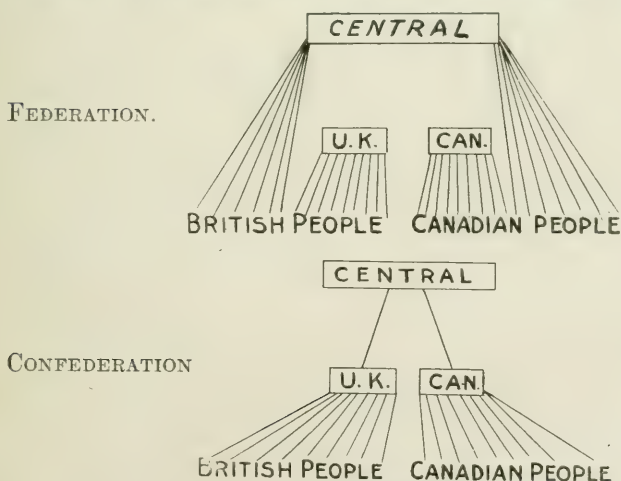 CENTRAL
FEDERATION.
U. K. CAN.
BRITISH PEOPLE CANADIAN PEOPLE
CENTRAL
CONFEDERATION
U. K. CAN.
BRITISH PEOPLE CANADIAN PEOPLE